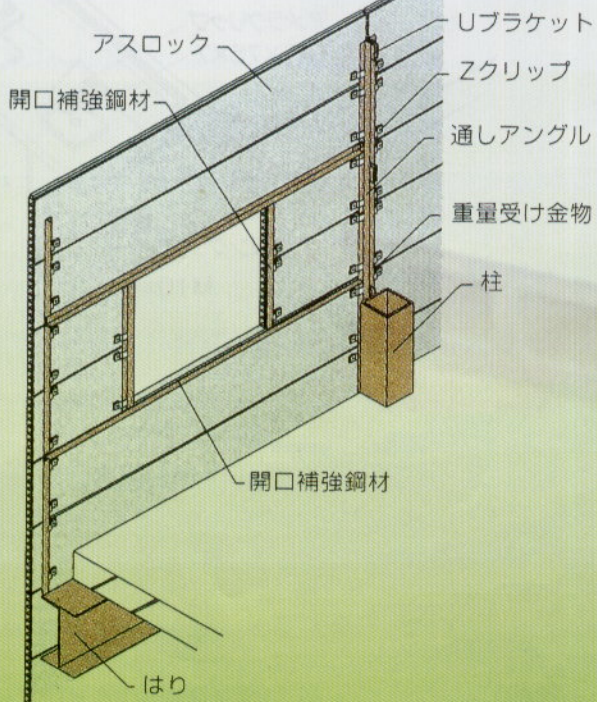 アスロック
Uブラケット
Zクリップ
開口補強鋼材
通しアングル
重量受け金物
柱
開口補強鋼材
はり